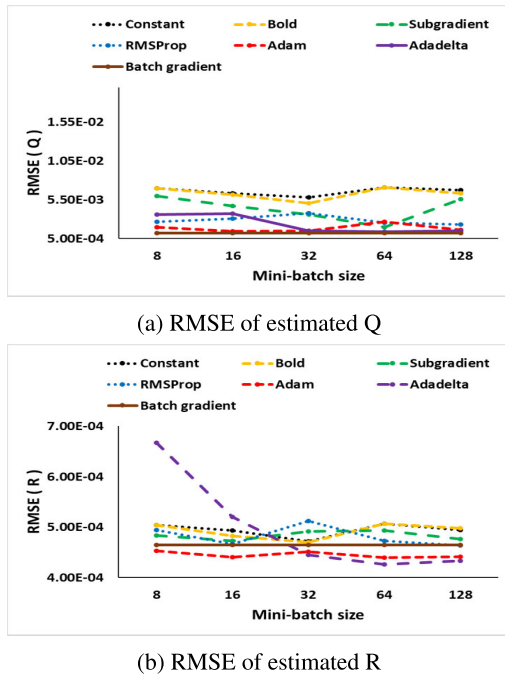 Constant Bold Subgradient
RMSProp Adam Adadelta
Batch gradient
RMSE ( Q )
1.55E-02
1.05E-02
5.50E-03
5.00E-04
8 16 32 64 128
Mini-batch size
(a) RMSE of estimated Q
Constant Bold Subgradient
RMSProp Adam Adadelta
Batch gradient
RMSE ( R )
7.00E-04
6.00E-04
5.00E-04
4.00E-04
8 16 32 64 128
Mini-batch size
(b) RMSE of estimated R